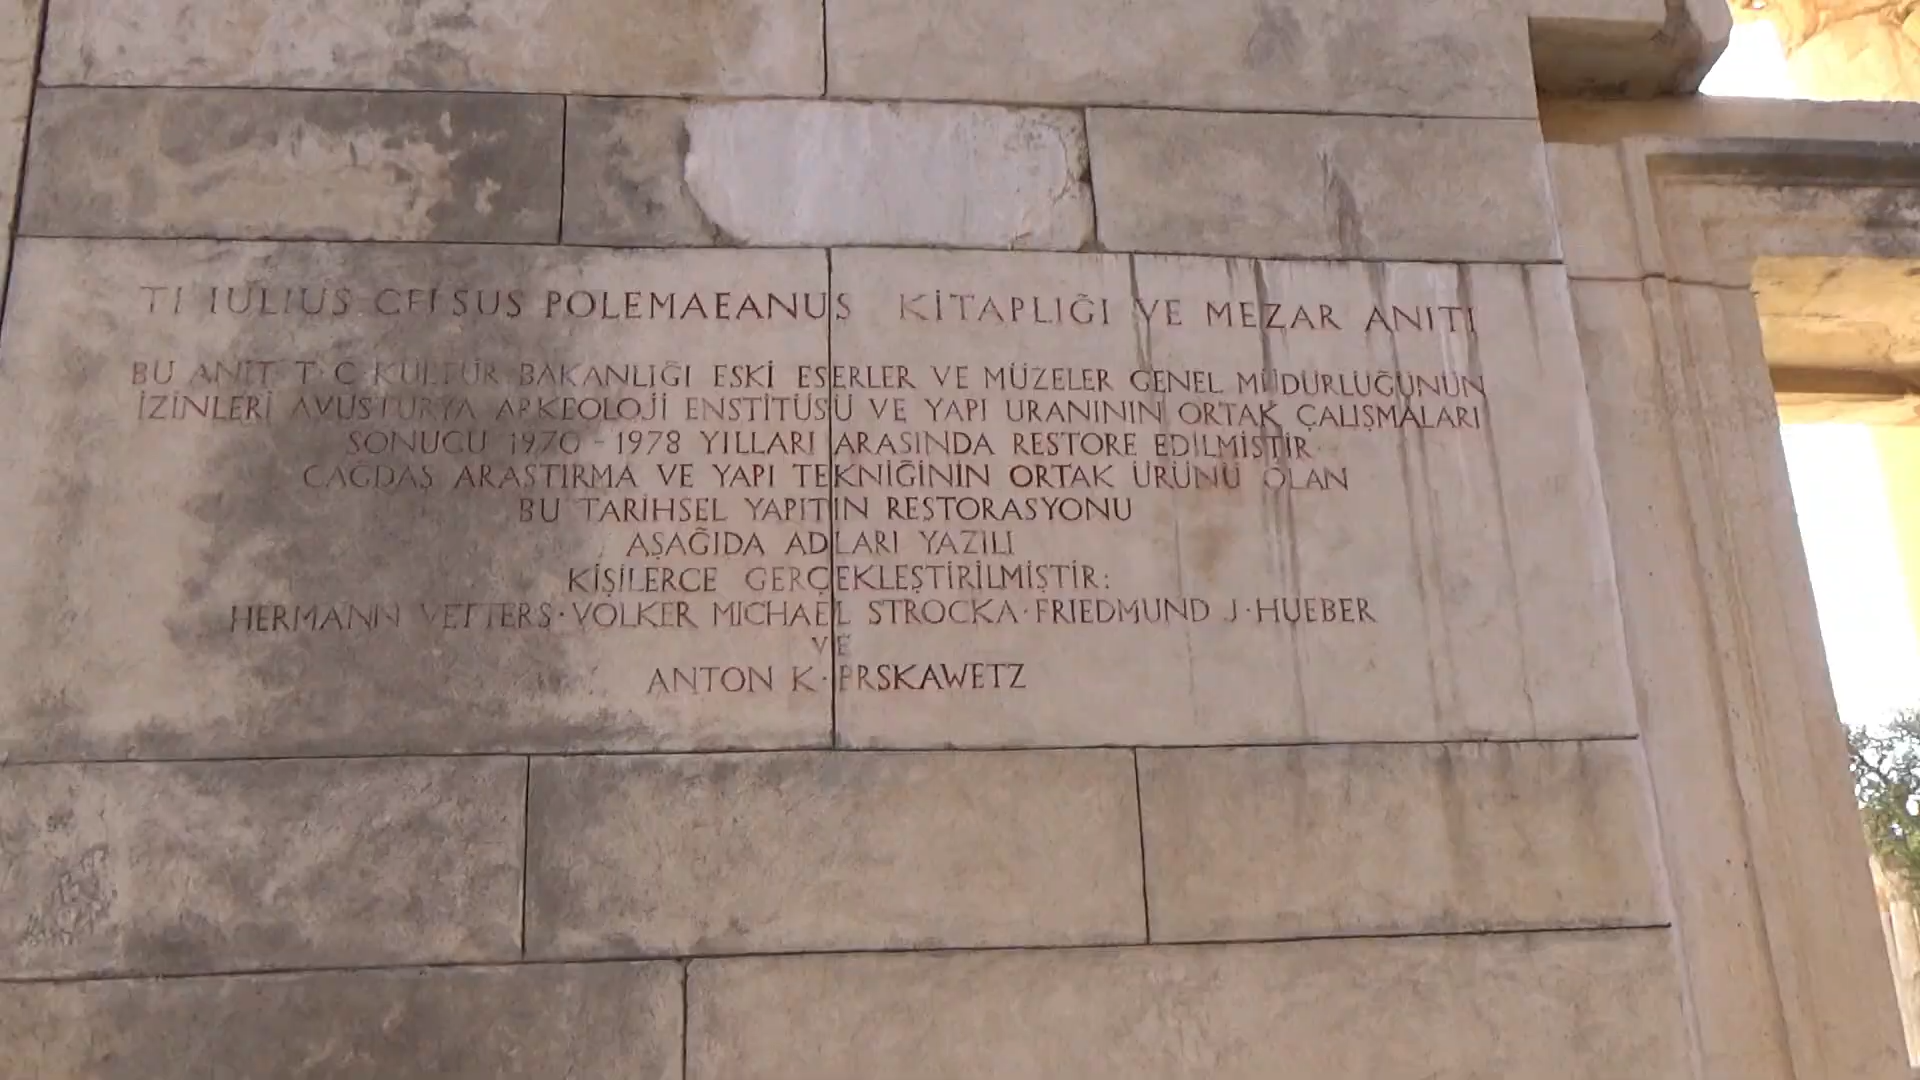 TI IULIUS CELSUS POLEMAEANUS KİTAPLIĞI VE MEZAR ANITI
BU ANIT T·C KULTUR BAKANLIĞI ESKİ ESERLER VE MÜZELER GENEL MÜDÜRLÜĞÜNÜN
İZİNLERİ AVUSTURYA ARKEOLOJİ ENSTİTÜSÜ VE YAPI URANININ ORTAK ÇALIŞMALARI
SONUCU 1970 - 1978 YILLARI ARASINDA RESTORE EDİLMİŞTİR·
ÇAĞDAŞ ARAŞTIRMA VE YAPI TEKNİĞİNİN ORTAK ÜRÜNÜ OLAN
BU TARİHSEL YAPITIN RESTORASYONU
AŞAĞIDA ADLARI YAZILI
KİŞİLERCE GERÇEKLEŞTİRİLMİŞTİR:
HERMANN VETTERS·VOLKER MICHAEL STROCKA·FRIEDMUND J·HUEBER
VE
ANTON K·PRSKAWETZ